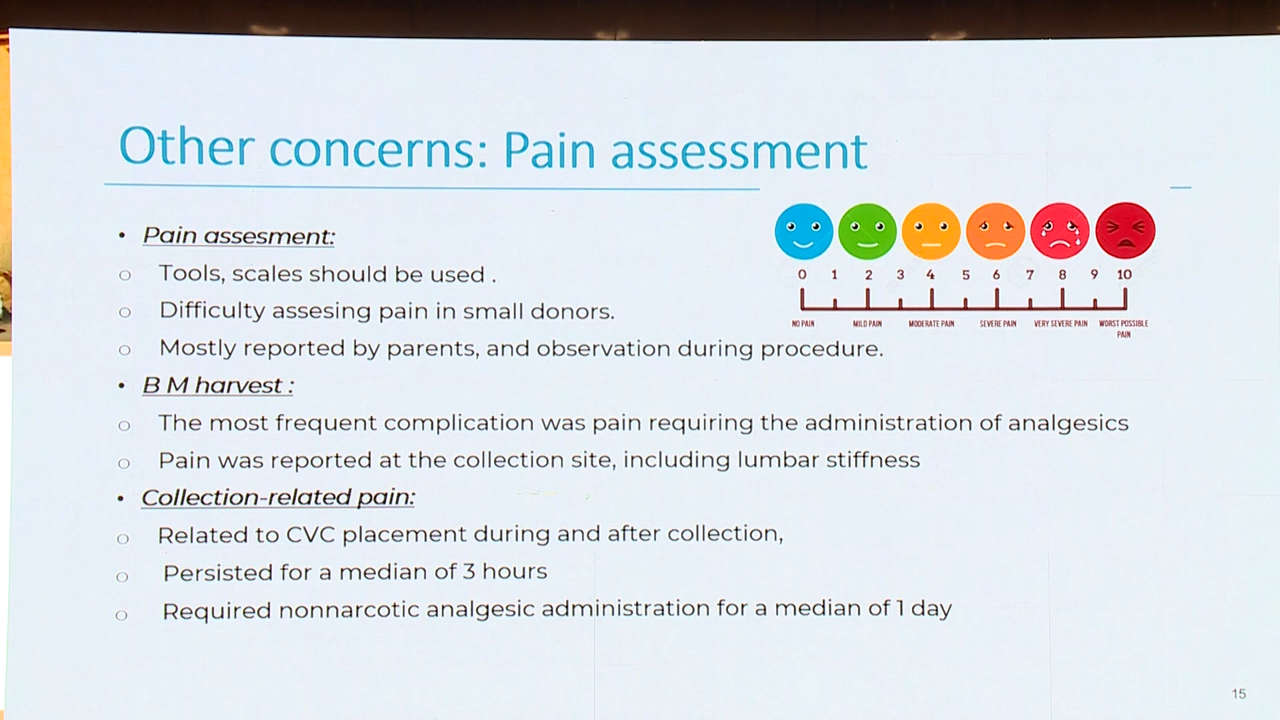 Other concerns: Pain assessment
• Pain assesment:
o Tools, scales should be used .
o Difficulty assesing pain in small donors.
o Mostly reported by parents, and observation during procedure.
• B M harvest :
o The most frequent complication was pain requiring the administration of analgesics
o Pain was reported at the collection site, including lumbar stiffness
• Collection-related pain:
o Related to CVC placement during and after collection,
o Persisted for a median of 3 hours
o Required nonnarcotic analgesic administration for a median of 1 day
0 1 2 3 4 5 6 7 8 9 10
NO PAIN MILD PAIN MODERATE PAIN SEVERE PAIN VERY SEVERE PAIN WORST POSSIBLE
PAIN
15